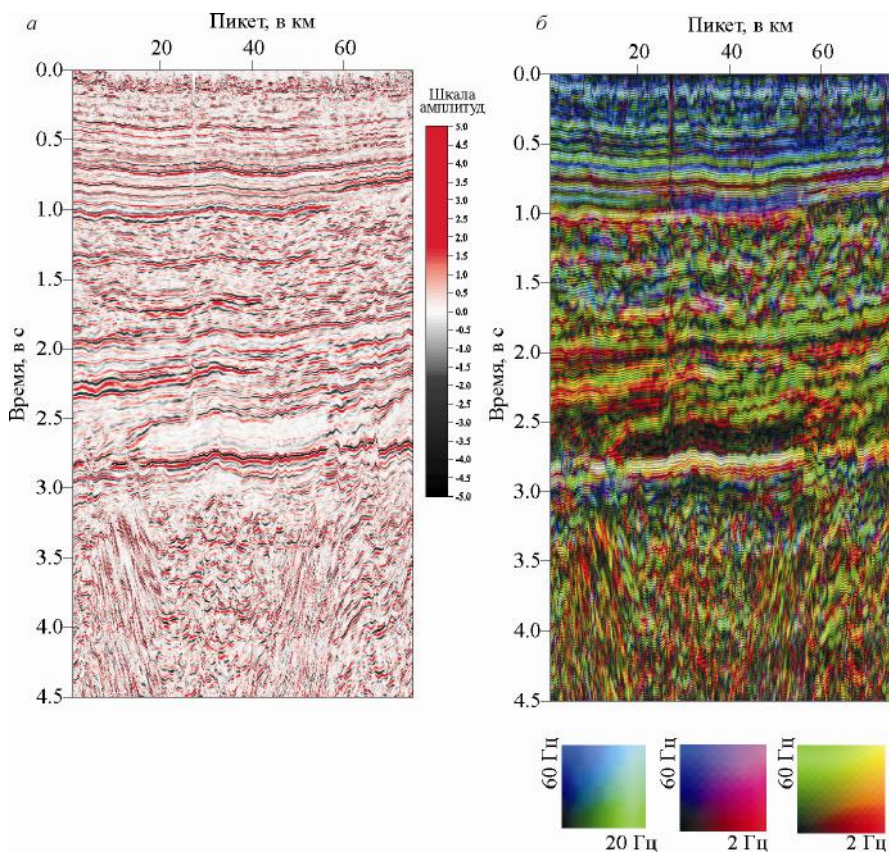 а
Пикет, в км
20 40 60
0.0
0.5
1.0
1.5
2.0
2.5
3.0
3.5
4.0
4.5
Время, в с
Шкала
амплитуд
5.0
4.5
4.0
3.5
3.0
2.5
2.0
1.5
1.0
0.5
-0.0
-0.5
-1.0
-1.5
-2.0
-2.5
-3.0
-3.5
-4.0
-4.5
-5.0
б
Пикет, в км
20 40 60
0.0
0.5
1.0
1.5
2.0
2.5
3.0
3.5
4.0
4.5
Время, в с
60 Гц
20 Гц
60 Гц
2 Гц
60 Гц
2 Гц